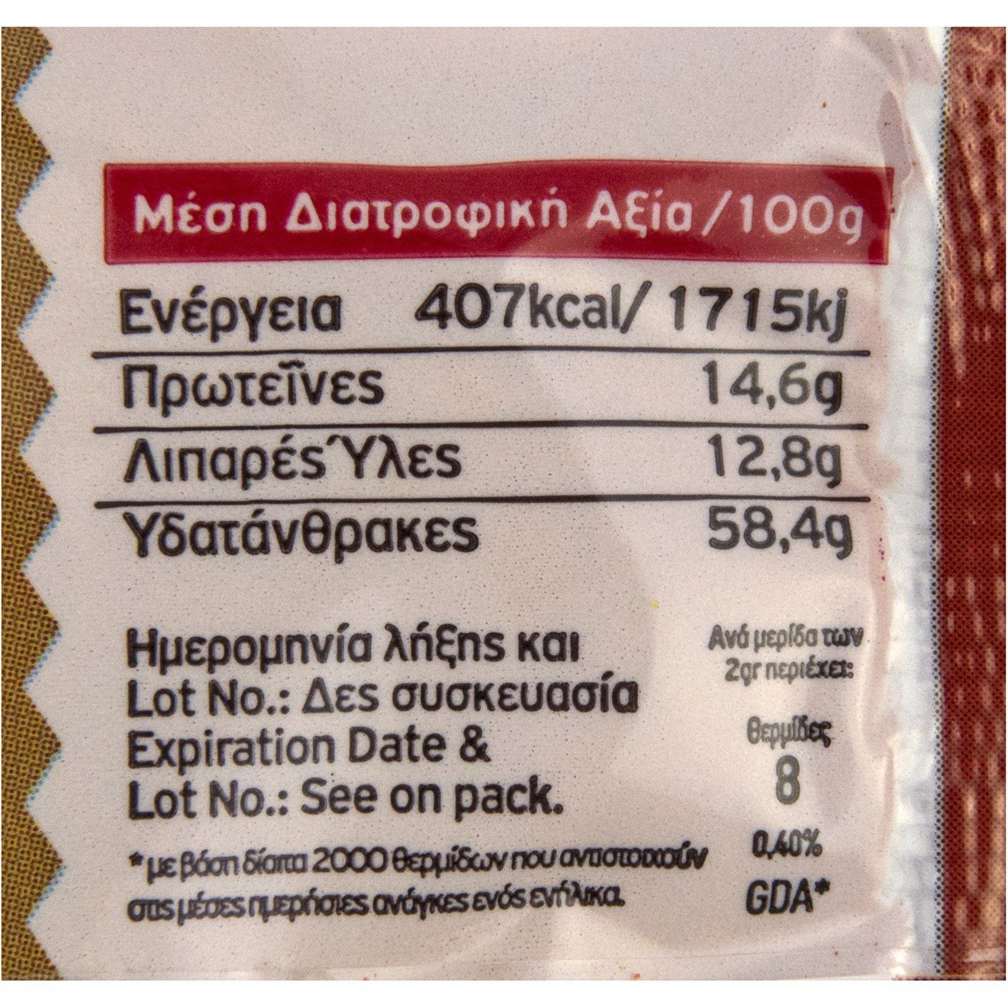 Μέση Διατροφική Αξία/100g
Ενέργεια 407kcal/ 1715kj
Πρωτεΐνες 14,6g
Λιπαρές Ύλες 12,8g
Υδατάνθρακες 58,4g
Ημερομηνία λήξης και
Lot No.: Δες συσκευασία
Expiration Date &
Lot No.: See on pack.
*με βάση δίαιτα 2000 θερμίδων που αντιστοιχούν
στις μέσες ημερήσιες ανάγκες ενός ενήλικα.
Ανά μερίδα των
2gr περιέχει:
Θερμίδες
8
0,40%
GDA*